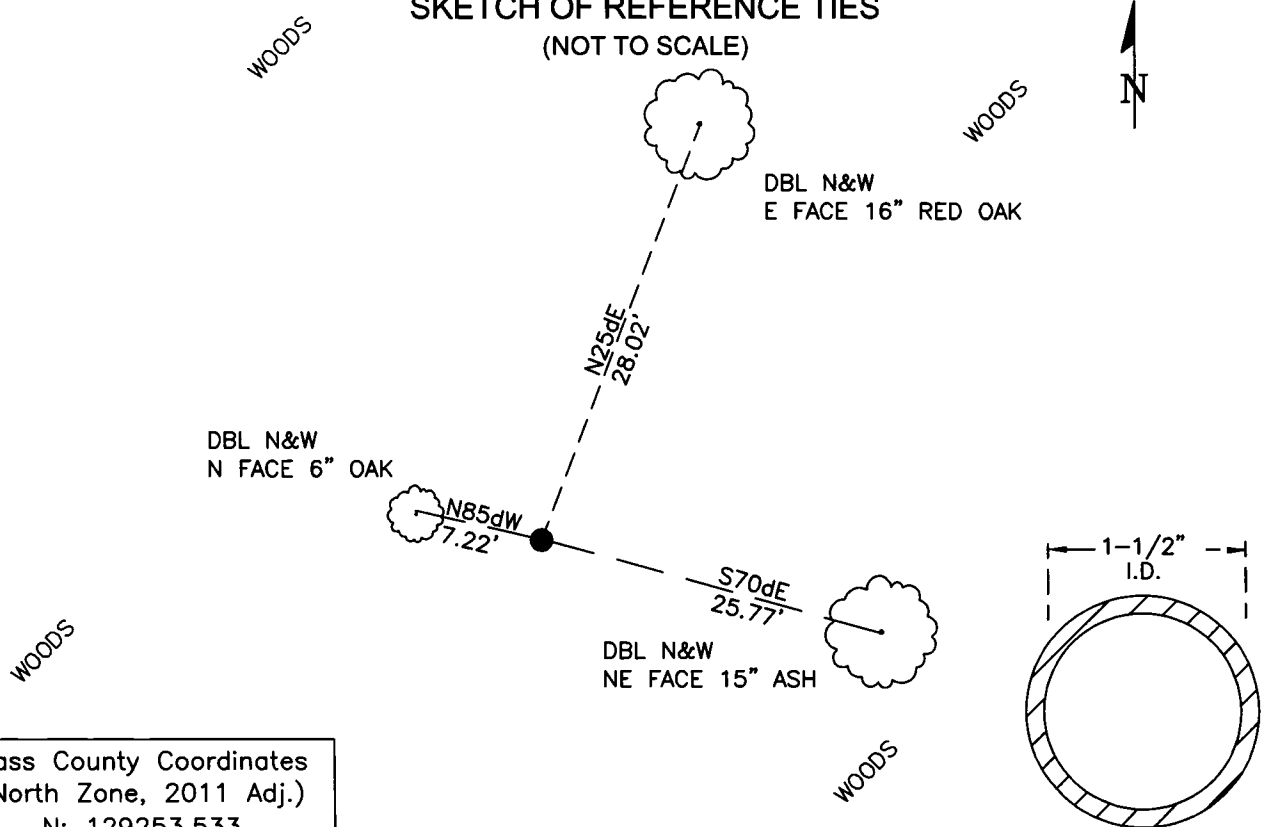 SKETCH OF REFERENCE TIES
(NOT TO SCALE)
WOODS
N
WOODS
DBL N&W
E FACE 16" RED OAK
N25dE
28.02'
DBL N&W
N FACE 6" OAK
N85dW
7.22'
S70dE
25.77'
1-1/2"
I.D.
DBL N&W
NE FACE 15" ASH
WOODS
WOODS
County Coordinates
North Zone, 2011 Adj.)
N: 129253.533